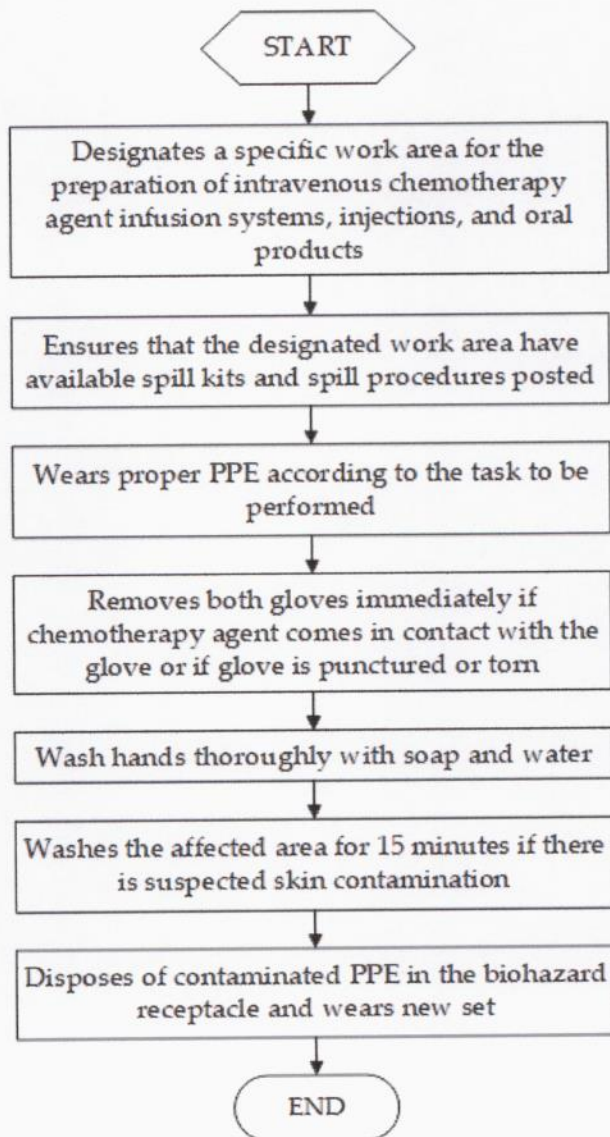 START
Designates a specific work area for the
preparation of intravenous chemotherapy
agent infusion systems, injections, and oral
products
Ensures that the designated work area have
available spill kits and spill procedures posted
Wears proper PPE according to the task to be
performed
Removes both gloves immediately if
chemotherapy agent comes in contact with the
glove or if glove is punctured or torn
Wash hands thoroughly with soap and water
Washes the affected area for 15 minutes if there
is suspected skin contamination
Disposes of contaminated PPE in the biohazard
receptacle and wears new set
END